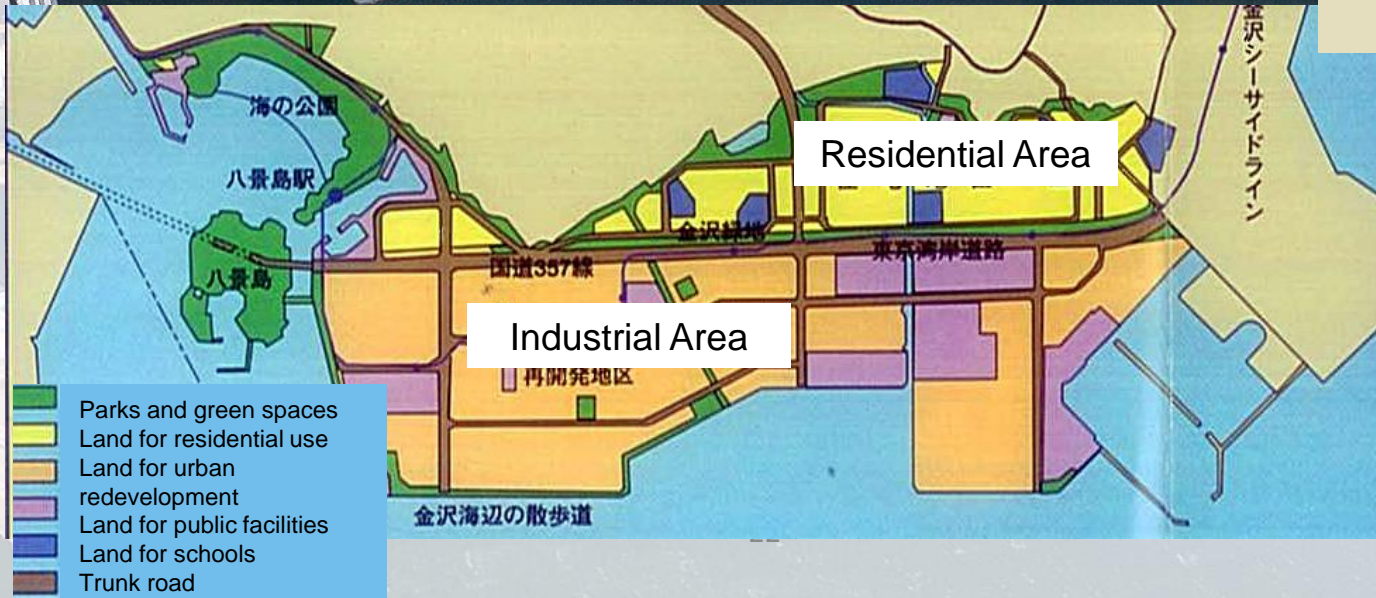 金沢シーサイドライン
海の公園
八景島駅
Residential Area
金沢緑地
東京湾岸道路
国道357線
八景島
Industrial Area
再開発地区
Parks and green spaces
Land for residential use
Land for urban
redevelopment
Land for public facilities
Land for schools
Trunk road
金沢海辺の散歩道